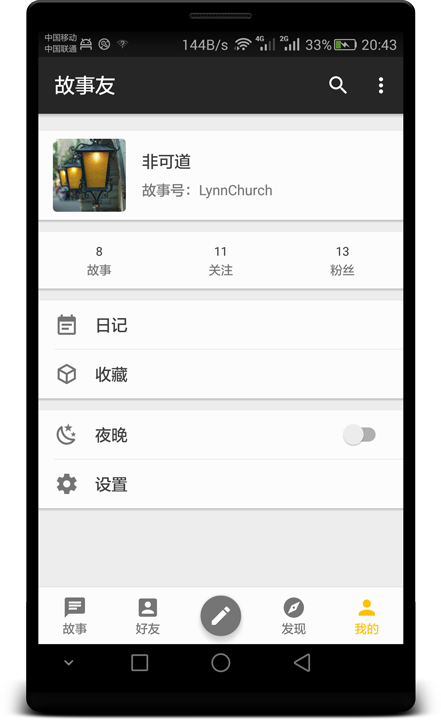 中国移动
中国联通
144B/s 4G 2G 33% 20:43
故事友
非可道
故事号：LynnChurch
8 11 13
故事 关注 粉丝
日记
收藏
夜晚
设置
故事 好友 发现 我的